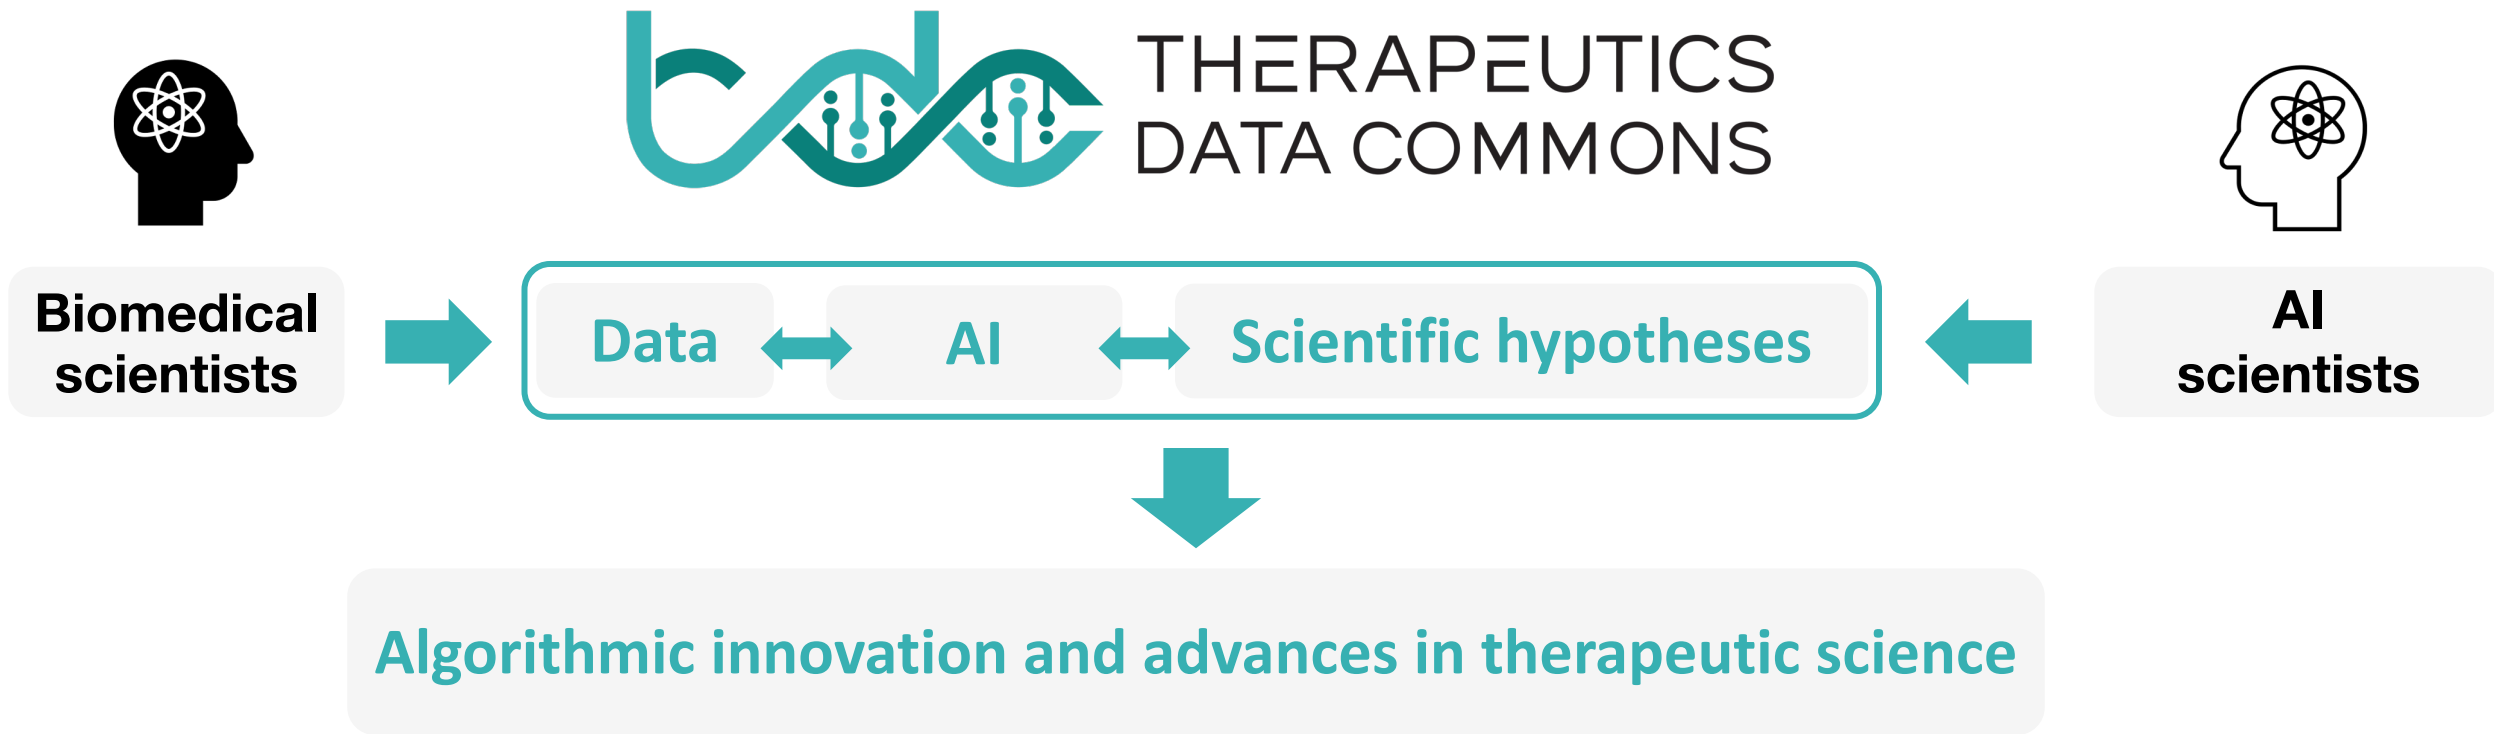 THERAPEUTICS
DATA COMMONS
Biomedical
scientists
Data
AI
Scientific hypotheses
AI
scientists
Algorithmic innovation and advances in therapeutic science